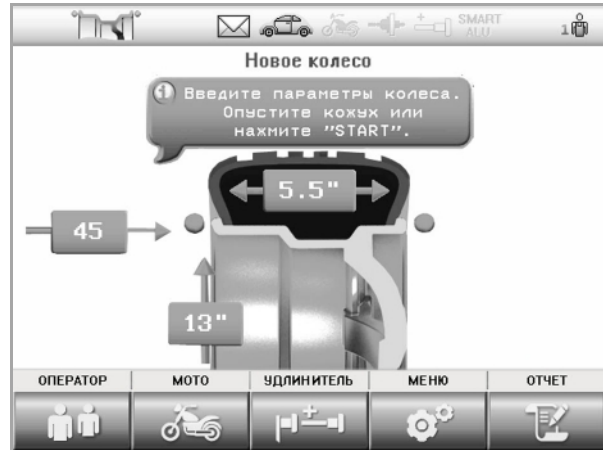 SMART
ALU
1
Новое колесо
Введите параметры колеса.
Опустите кожух или
нажмите "START".
5.5"
45
13"
ОПЕРАТОР
МОТО
УДЛИНИТЕЛЬ
МЕНЮ
ОТЧЕТ